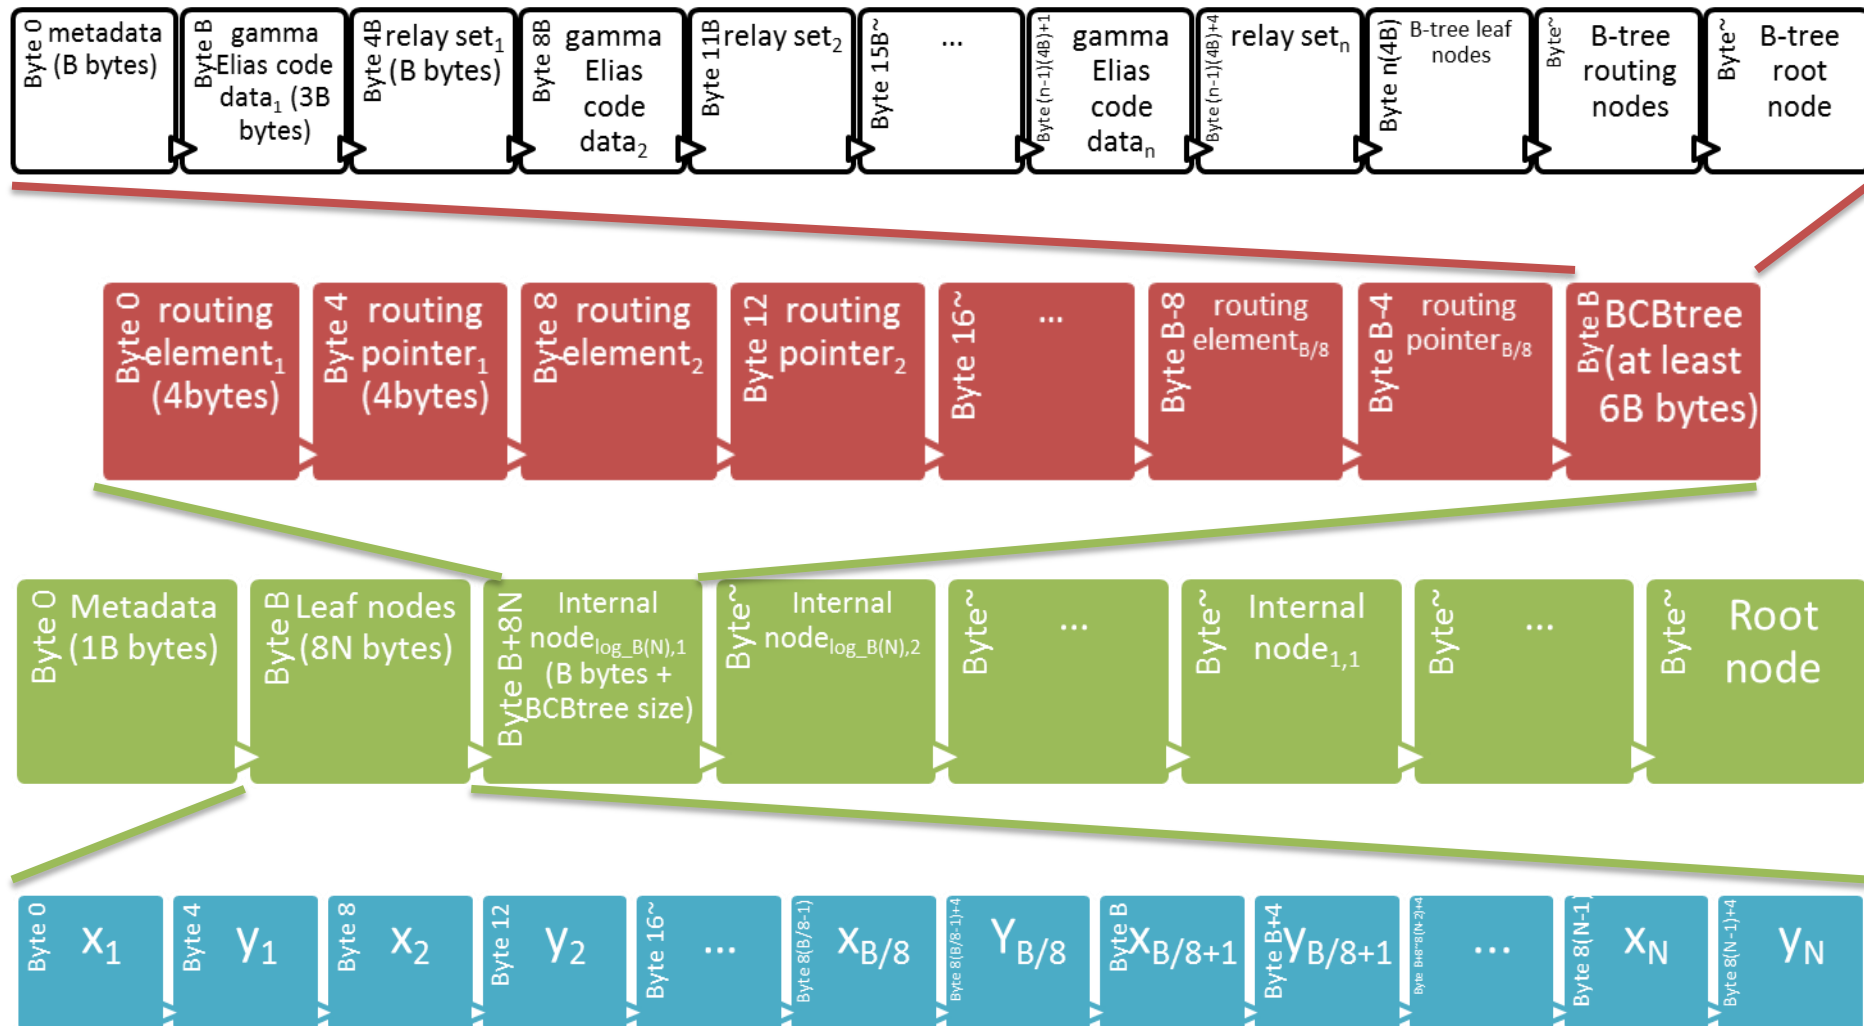 Byte 0
metadata
(B bytes)
Byte B
gamma
Elias code
data1 (3B
bytes)
Byte 4B
relay set1
(B bytes)
Byte 8B
gamma
Elias
code
data2
Byte 11B
relay set2
Byte 15B~
...
Byte (n-1)(4B)+1
gamma
Elias
code
datan
Byte (n-1)(4B)+4
relay setn
Byte n(4B)
B-tree leaf
nodes
Byte~
B-tree
routing
nodes
Byte~
B-tree
root
node
Byte 0
routing
element1
(4bytes)
Byte 4
routing
pointer1
(4bytes)
Byte 8
routing
element2
Byte 12
routing
pointer2
Byte 16~
...
Byte B-8
routing
elementB/8
Byte B-4
routing
pointerB/8
Byte B
BCBtree
(at least
6B bytes)
Byte O
Metadata
(1B bytes)
Byte B
Leaf nodes
(8N bytes)
Byte B+8N
Internal
nodelog_B(N),1
(B bytes +
BCBtree size)
Byte~
Internal
nodelog_B(N),2
Byte~
...
Byte~
Internal
node1,1
Byte~
...
Byte~
Root
node
Byte 0
x1
Byte 4
y1
Byte 8
x2
Byte 12
y2
Byte 16~
...
Byte 8(B/8-1)
xB/8
Byte 8(B/8-1)+4
YB/8
Byte B
xB/8+1
Byte B+4
yB/8+1
Byte B+8~8(N-2)+4
...
Byte 8(N-1)
xN
Byte 8(N-1)+4
yN